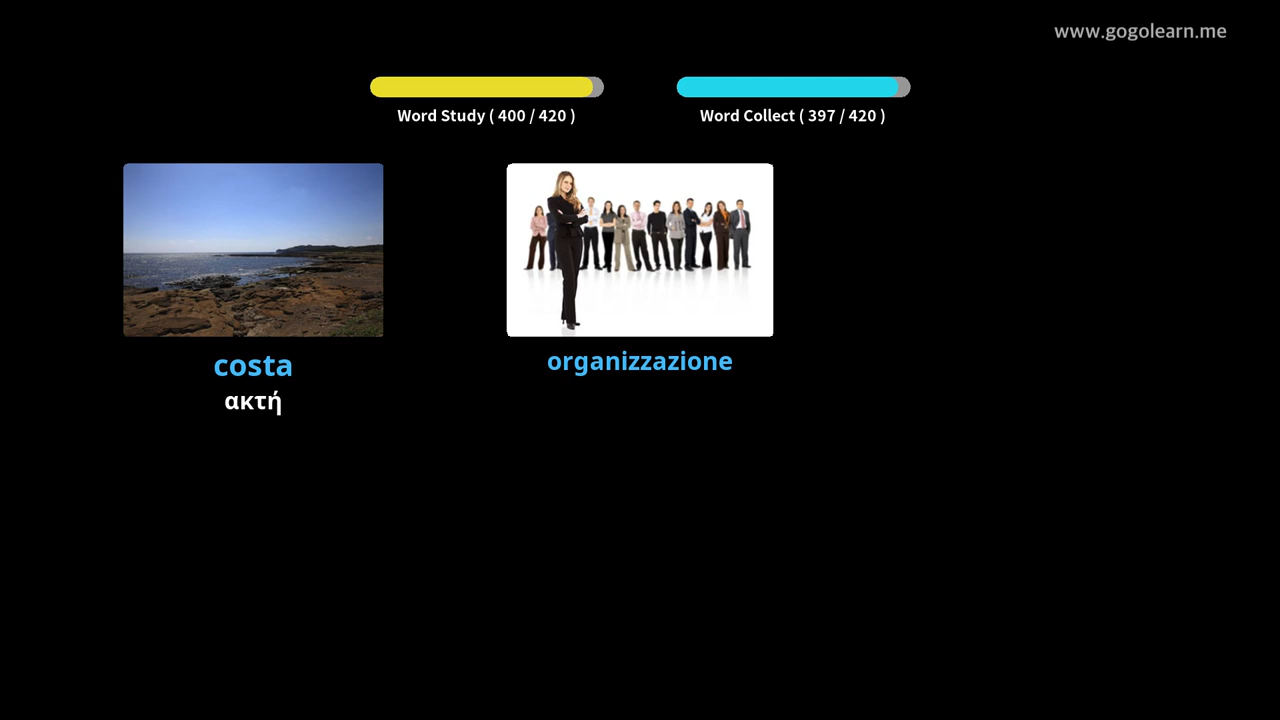 www.gogolearn.me
Word Study ( 400 / 420 )
Word Collect ( 397 / 420 )
costa
ακτή
organizzazione